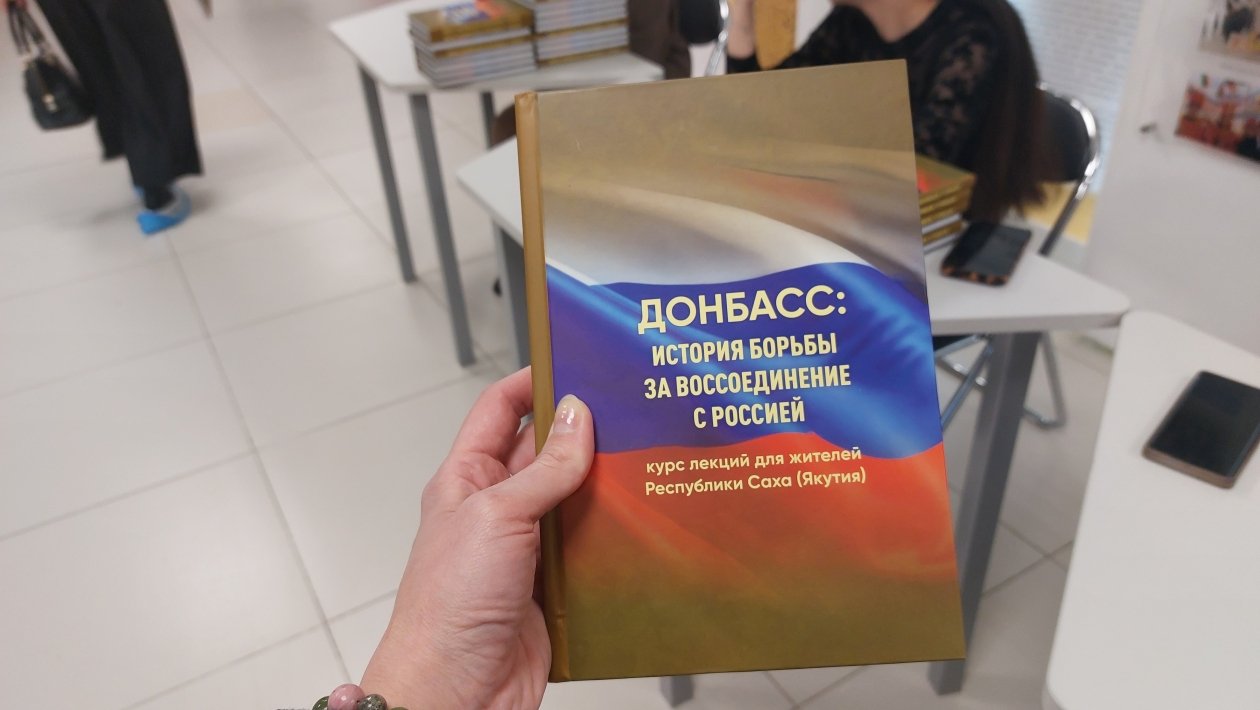 ДОНБАСС:
ИСТОРИЯ БОРЬБЫ
ЗА ВОССОЕДИНЕНИЕ
С РОССИЕЙ
курс лекций для жителей
Республики Саха (Якутия)